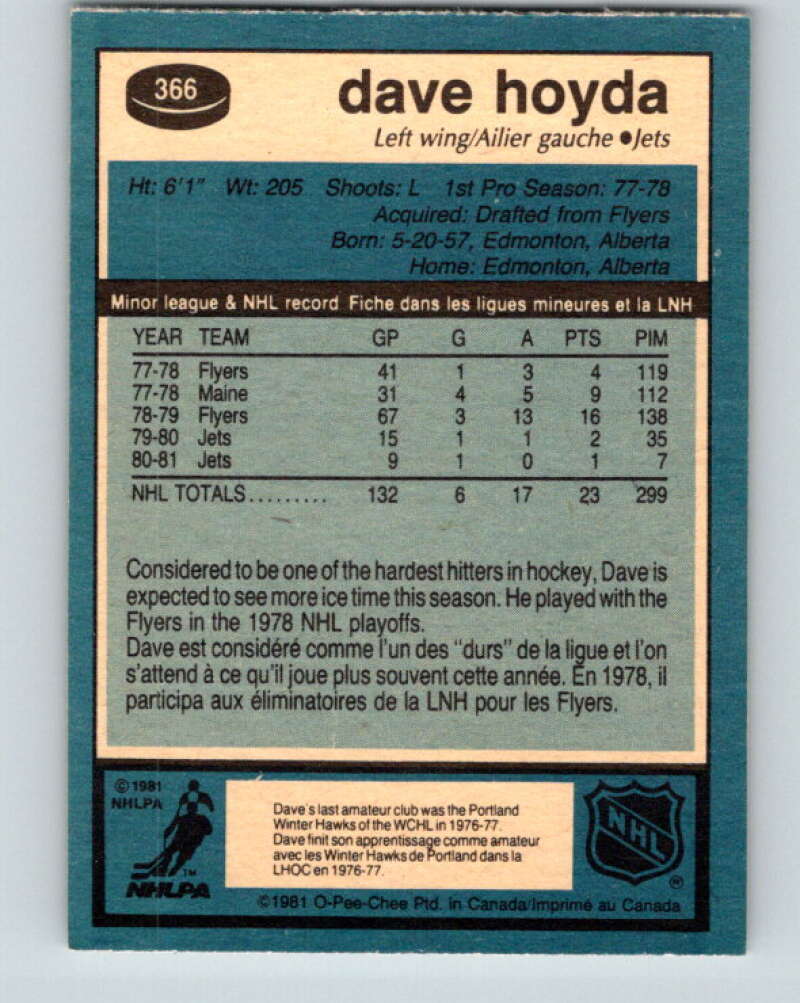 366
dave hoyda
Left wing/Ailier gauche ●Jets
Ht: 6'1" Wt: 205 Shoots: L 1st Pro Season: 77-78
Acquired: Drafted from Flyers
Born: 5-20-57, Edmonton, Alberta
Home: Edmonton, Alberta
Minor league & NHL record Fiche dans les ligues mineures et la LNH
YEAR TEAM GP G A PTS PIM
77-78 Flyers 41 1 3 4 119
77-78 Maine 31 4 5 9 112
78-79 Flyers 67 3 13 16 138
79-80 Jets 15 1 1 2 35
80-81 Jets 9 1 0 1 7
NHL TOTALS......... 132 6 17 23 299
Considered to be one of the hardest hitters in hockey, Dave is
expected to see more ice time this season. He played with the
Flyers in the 1978 NHL playoffs.
Dave est considéré comme l'un des "durs" de la ligue et l'on
s'attend à ce qu'il joue plus souvent cette année. En 1978, il
participa aux éliminatoires de la LNH pour les Flyers.
©1981
NHLPA
TM
NHLPA
Dave's last amateur club was the Portland
Winter Hawks of the WCHL in 1976-77.
Dave finit son apprentissage comme amateur
avec les Winter Hawks de Portland dans la
LHOC en 1976-77.
NHL
®
©1981 O-Pee-Chee Ptd. in Canada/Imprimé au Canada